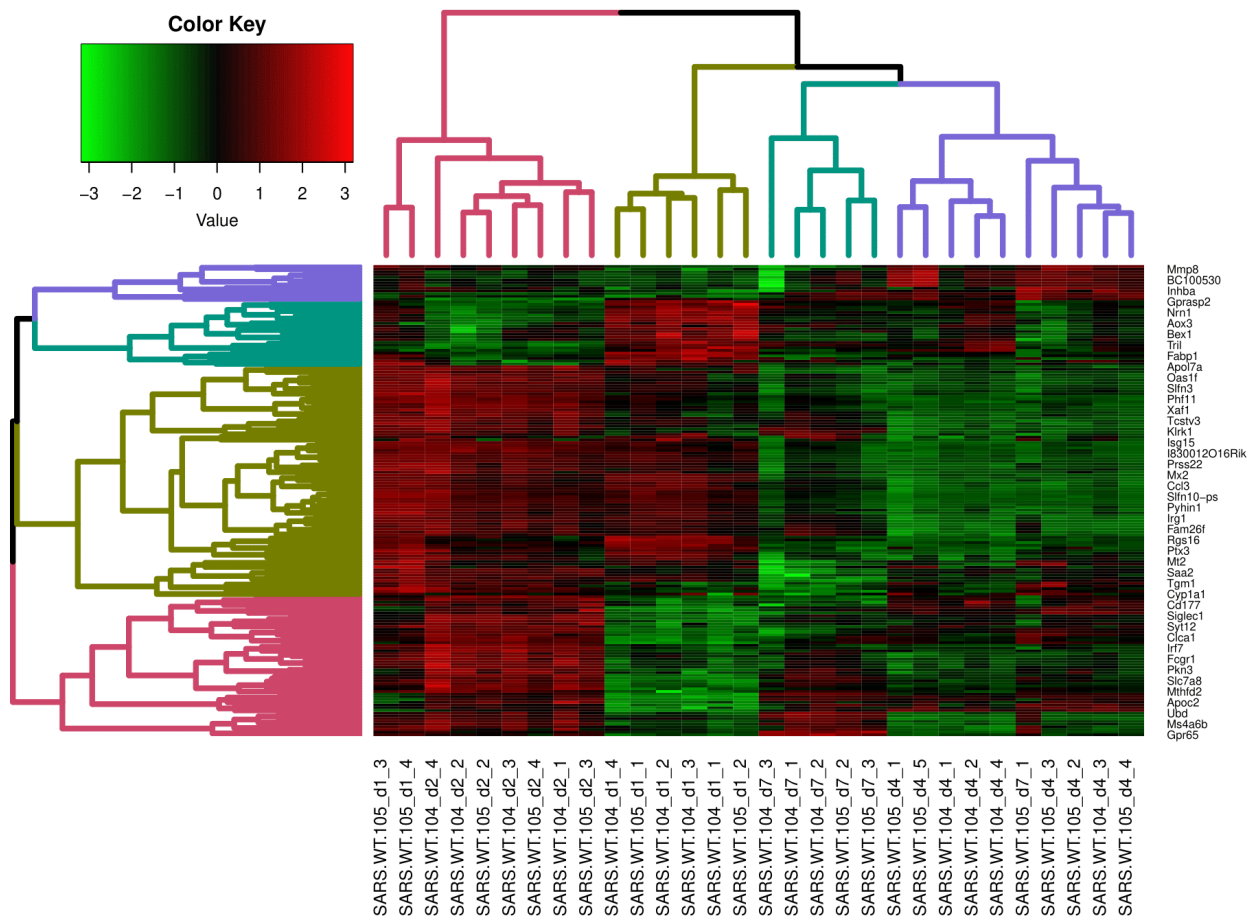 Color Key
−3 −2 −1 0 1 2 3
Value
Mmp8
BC100530
Inhba
Gprasp2
Nrn1
Aox3
Bex1
Tril
Fabp1
Apol7a
Oas1f
Slfn3
Phf11
Xaf1
Tcstv3
Klrk1
Isg15
I830012O16Rik
Prss22
Mx2
Ccl3
Slfn10−ps
Pyhin1
Irg1
Fam26f
Rgs16
Ptx3
Mt2
Saa2
Tgm1
Cyp1a1
Cd177
Siglec1
Syt12
Clca1
Irf7
Fcgr1
Pkn3
Slc7a8
Mthfd2
Apoc2
Ubd
Ms4a6b
Gpr65
SARS.WT.105_d1_3
SARS.WT.105_d1_4
SARS.WT.104_d2_4
SARS.WT.104_d2_2
SARS.WT.105_d2_2
SARS.WT.104_d2_3
SARS.WT.105_d2_4
SARS.WT.104_d2_1
SARS.WT.105_d2_3
SARS.WT.104_d1_4
SARS.WT.105_d1_1
SARS.WT.104_d1_2
SARS.WT.104_d1_3
SARS.WT.104_d1_1
SARS.WT.105_d1_2
SARS.WT.104_d7_3
SARS.WT.104_d7_1
SARS.WT.104_d7_2
SARS.WT.105_d7_2
SARS.WT.105_d7_3
SARS.WT.105_d4_1
SARS.WT.104_d4_5
SARS.WT.104_d4_1
SARS.WT.104_d4_2
SARS.WT.104_d4_4
SARS.WT.105_d7_1
SARS.WT.105_d4_3
SARS.WT.105_d4_2
SARS.WT.104_d4_3
SARS.WT.105_d4_4